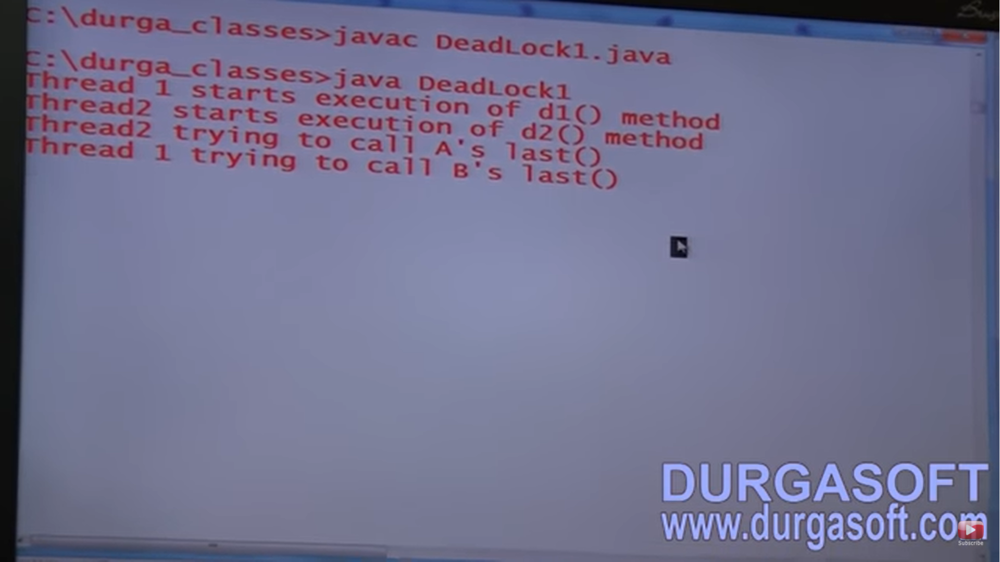 C:\durga_classes>javac DeadLock1.java
C:\durga_classes>java DeadLock1
Thread 1 starts execution of d1() method
Thread2 starts execution of d2() method
Thread2 trying to call A's last()
Thread 1 trying to call B's last()
DURGASOFT
www.durgasoft.com
Subscribe